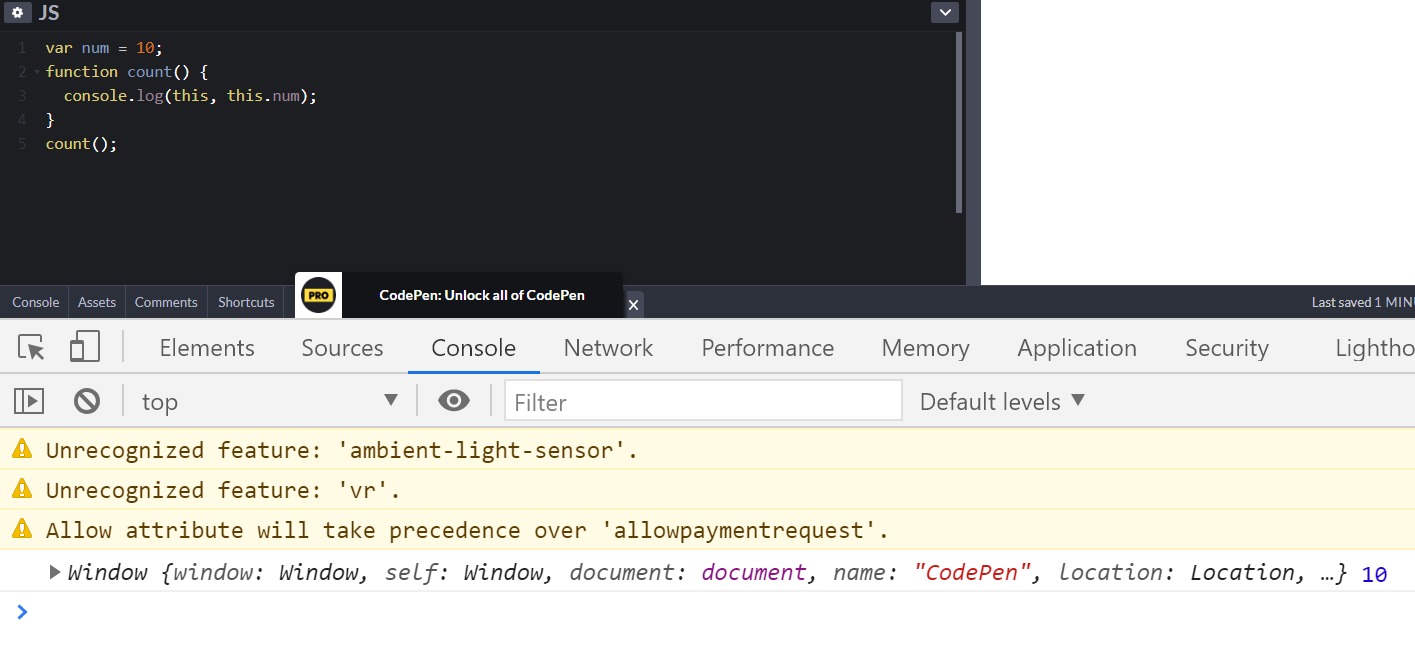 JS
1 var num = 10;
2 function count() {
3 console.log(this, this.num);
4 }
5 count();
Console Assets Comments Shortcuts PRO CodePen: Unlock all of CodePen X Last saved 1 MIN
Elements Sources Console Network Performance Memory Application Security Lightho
top Filter Default levels
Unrecognized feature: 'ambient-light-sensor'.
Unrecognized feature: 'vr'.
Allow attribute will take precedence over 'allowpaymentrequest'.
Window {window: Window, self: Window, document: document, name: "CodePen", location: Location, …} 10